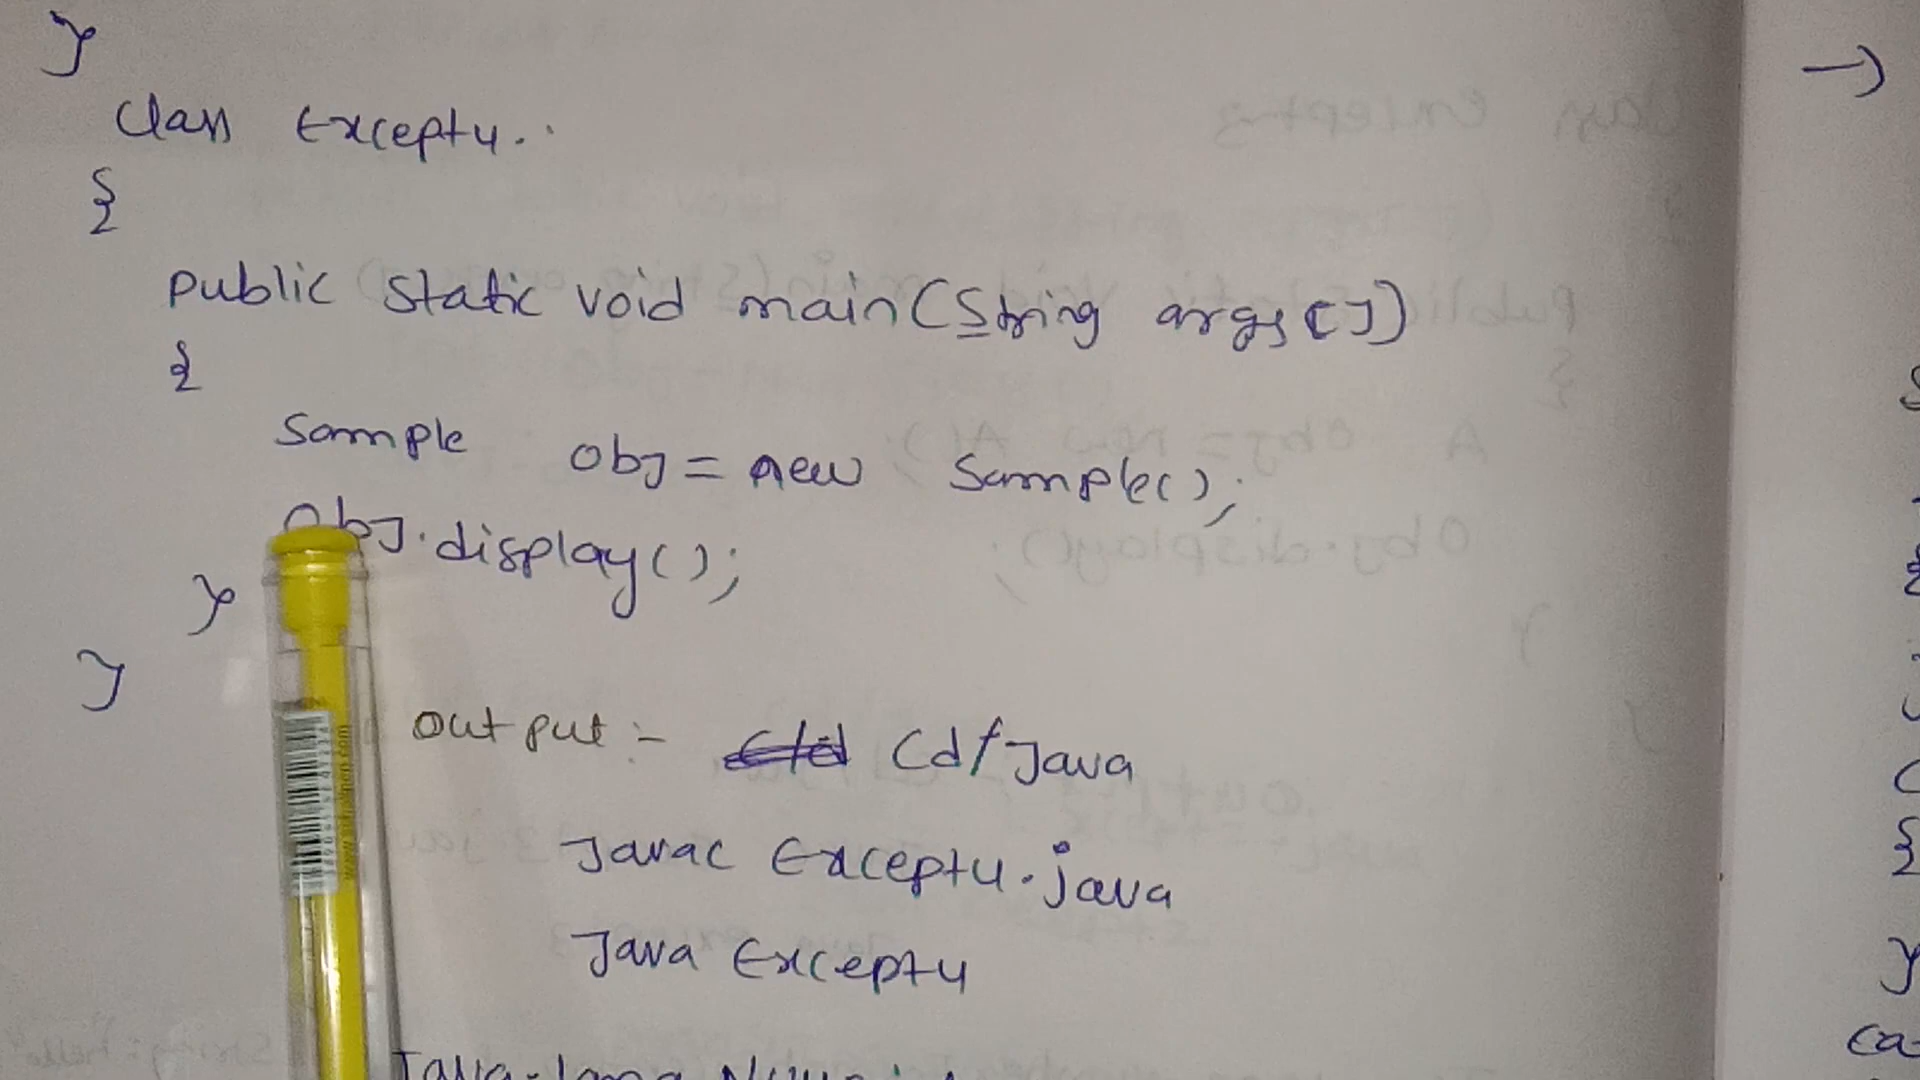 }
class Except4.
{
public static void main(String args[])
{
Sample obj = new Sample();
obj.display();
}
}
output :- Cd/Java
Javac Except4.java
Java Except4